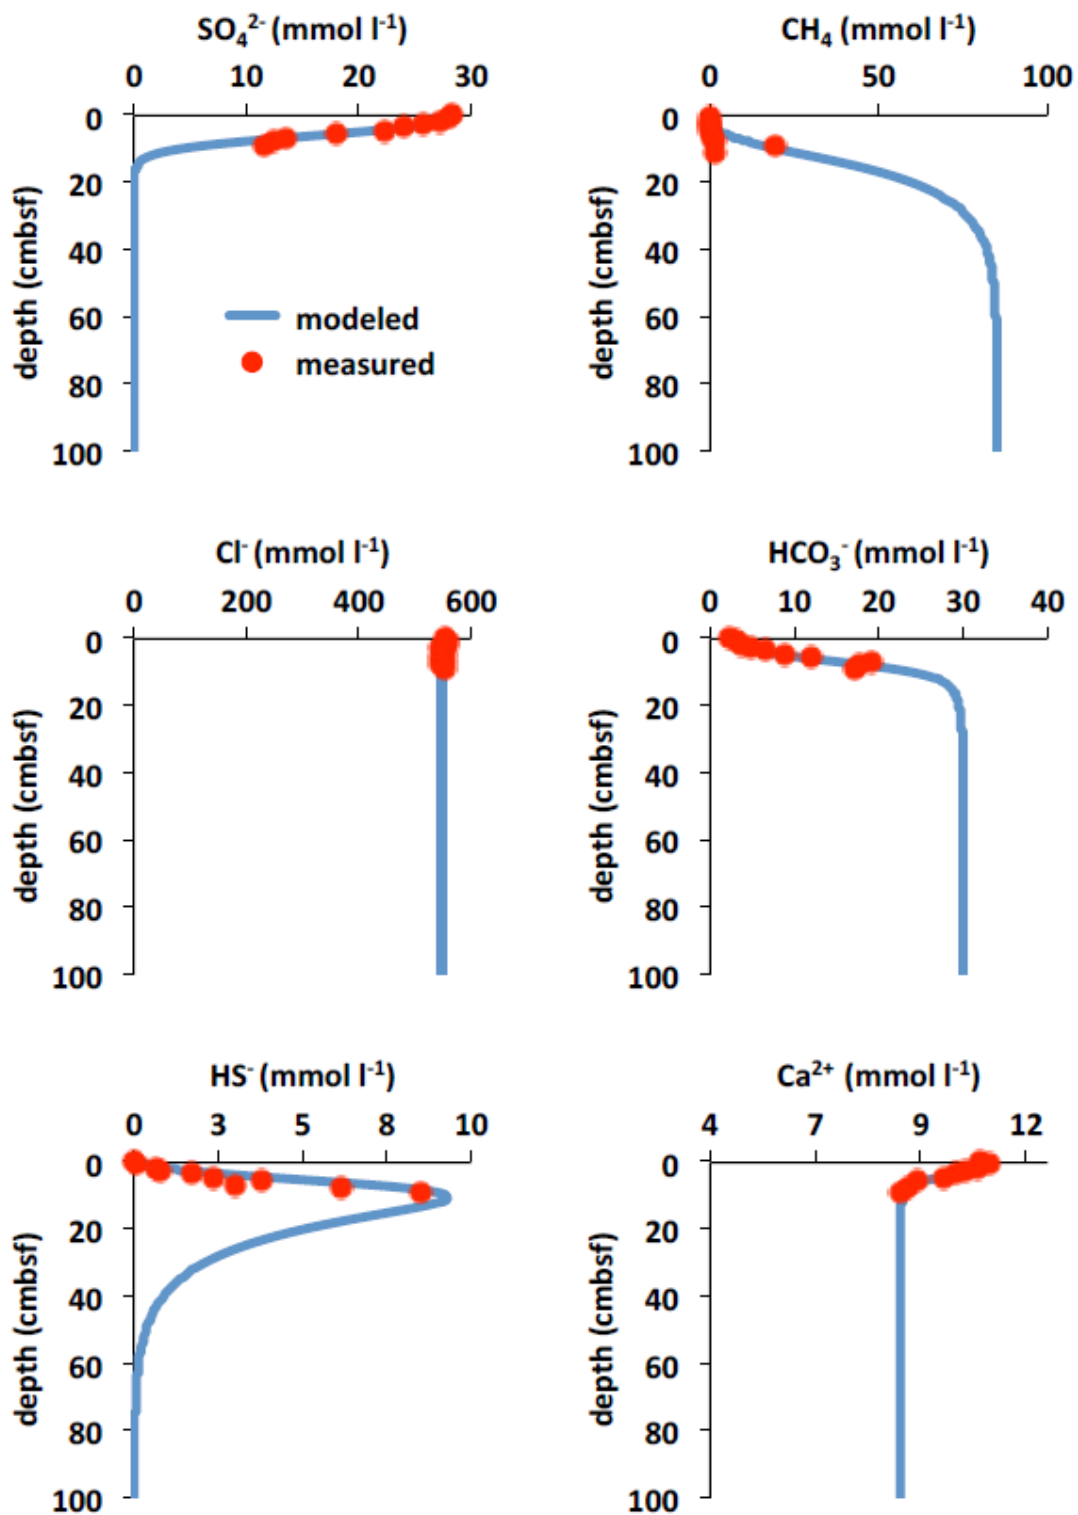 SO₄²⁻ (mmol l⁻¹)
0 10 20 30
0
20
40
60
80
100
depth (cmbsf)
modeled
measured
CH₄ (mmol l⁻¹)
0 50 100
0
20
40
60
80
100
depth (cmbsf)
Cl⁻ (mmol l⁻¹)
0 200 400 600
0
20
40
60
80
100
depth (cmbsf)
HCO₃⁻ (mmol l⁻¹)
0 10 20 30 40
0
20
40
60
80
100
depth (cmbsf)
HS⁻ (mmol l⁻¹)
0 3 5 8 10
0
20
40
60
80
100
depth (cmbsf)
Ca²⁺ (mmol l⁻¹)
4 7 9 12
0
20
40
60
80
100
depth (cmbsf)